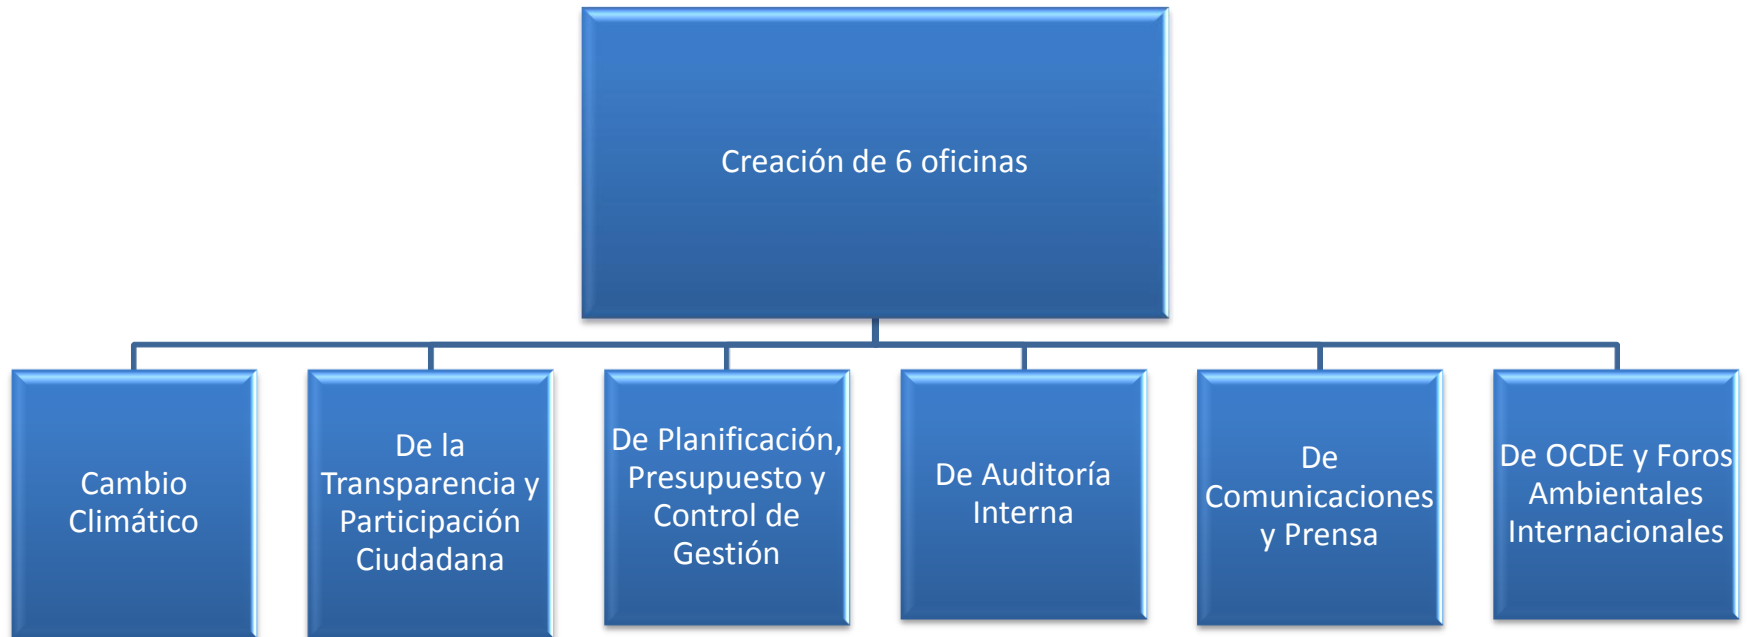 Creación de 6 oficinas
Cambio
Climático
De la
Transparencia y
Participación
Ciudadana
De Planificación,
Presupuesto y
Control de
Gestión
De Auditoría
Interna
De
Comunicaciones
y Prensa
De OCDE y Foros
Ambientales
Internacionales